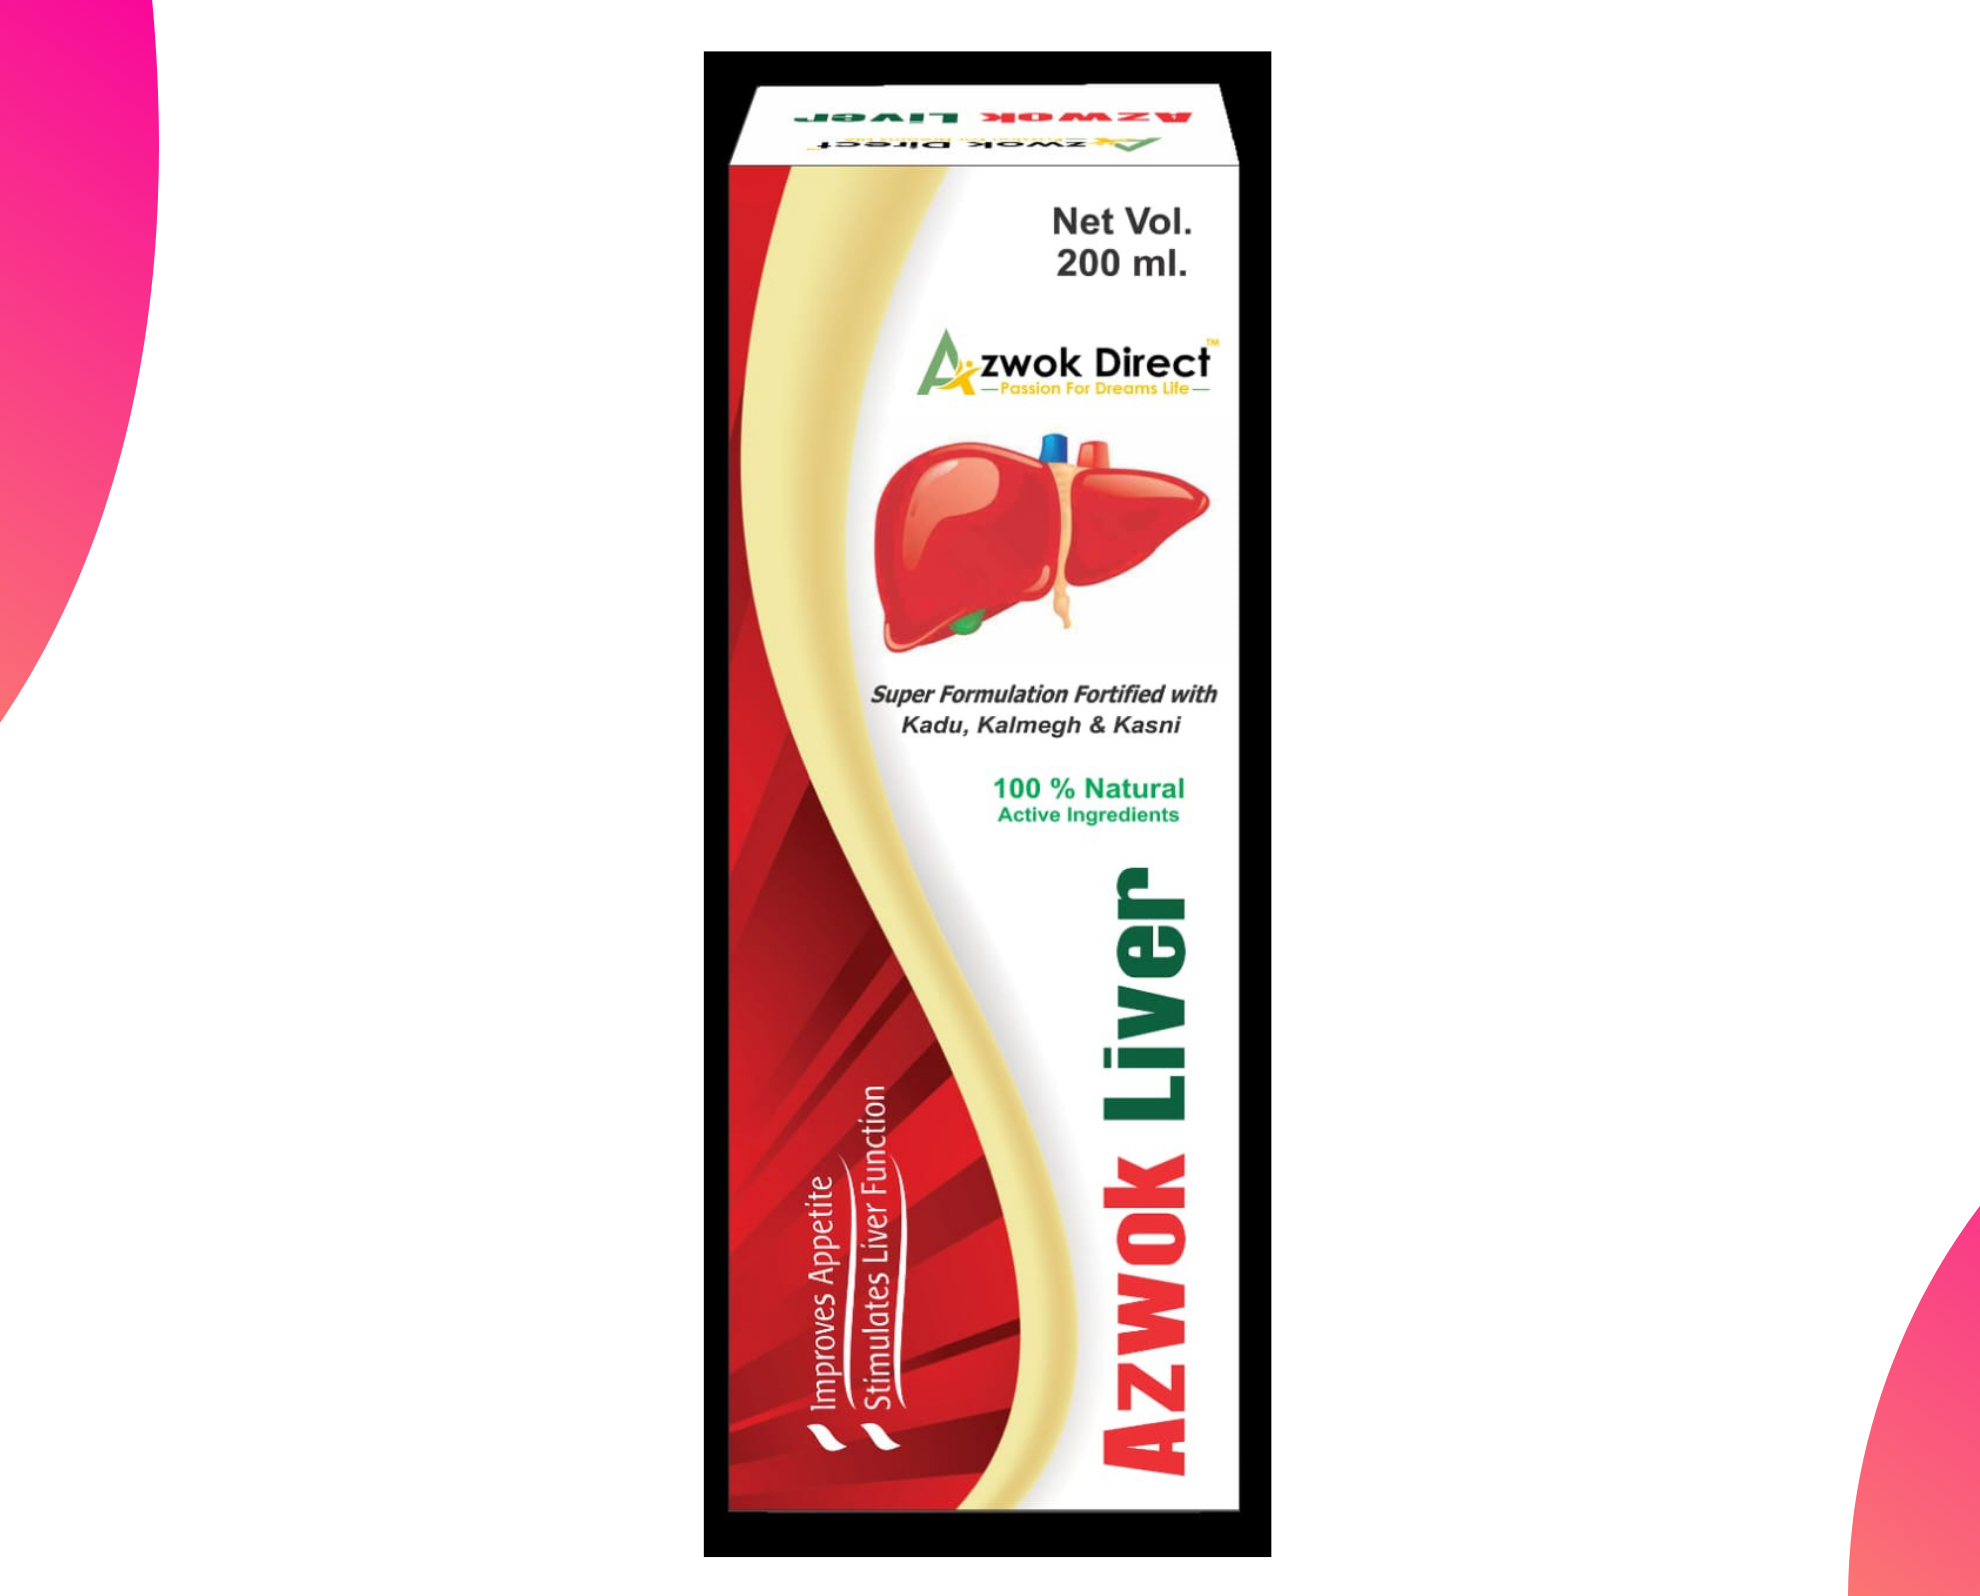 Azwok Liver
Azwok Direct
Net Vol.
200 ml.
Azwok Direct™
Passion For Dreams Life
Super Formulation Fortified with
Kadu, Kalmegh & Kasni
100 % Natural
Active Ingredients
Azwok Liver
Improves Appetite
Stimulates Liver Function